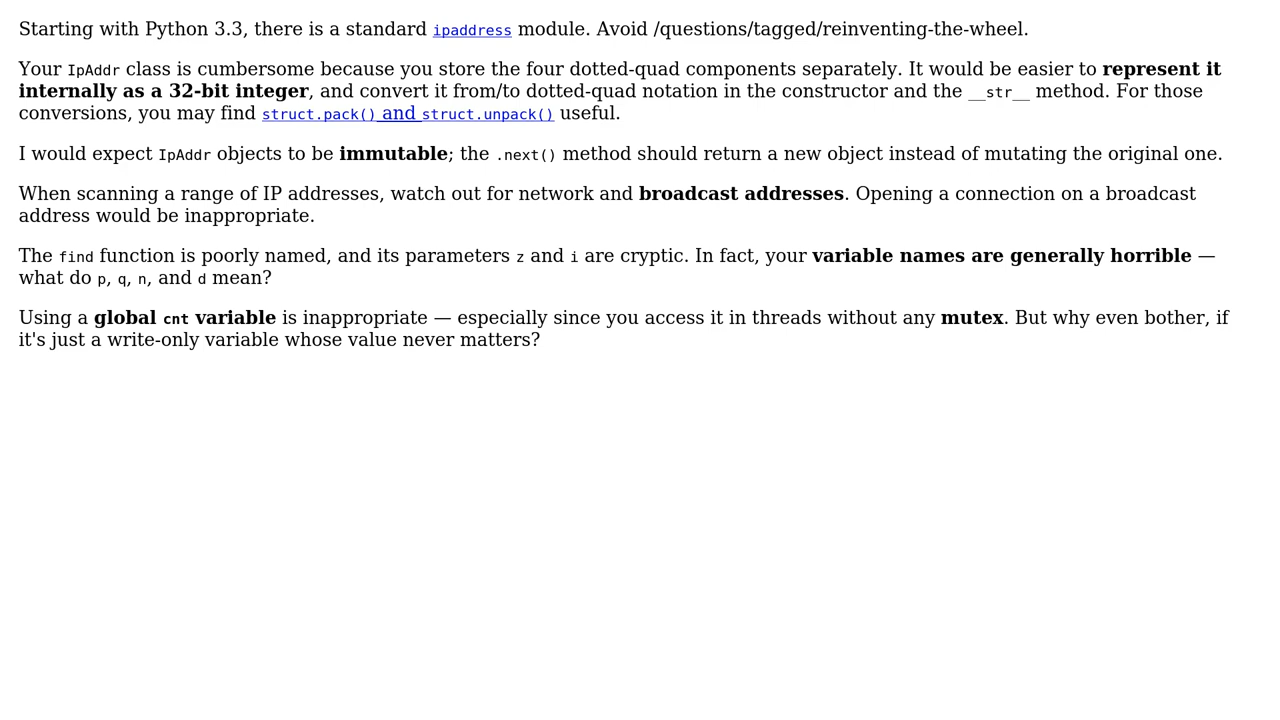 Starting with Python 3.3, there is a standard ipaddress module. Avoid /questions/tagged/reinventing-the-wheel.
Your IpAddr class is cumbersome because you store the four dotted-quad components separately. It would be easier to represent it
internally as a 32-bit integer, and convert it from/to dotted-quad notation in the constructor and the __str__ method. For those
conversions, you may find struct.pack() and struct.unpack() useful.
I would expect IpAddr objects to be immutable; the .next() method should return a new object instead of mutating the original one.
When scanning a range of IP addresses, watch out for network and broadcast addresses. Opening a connection on a broadcast
address would be inappropriate.
The find function is poorly named, and its parameters z and i are cryptic. In fact, your variable names are generally horrible —
what do p, q, n, and d mean?
Using a global cnt variable is inappropriate — especially since you access it in threads without any mutex. But why even bother, if
it's just a write-only variable whose value never matters?